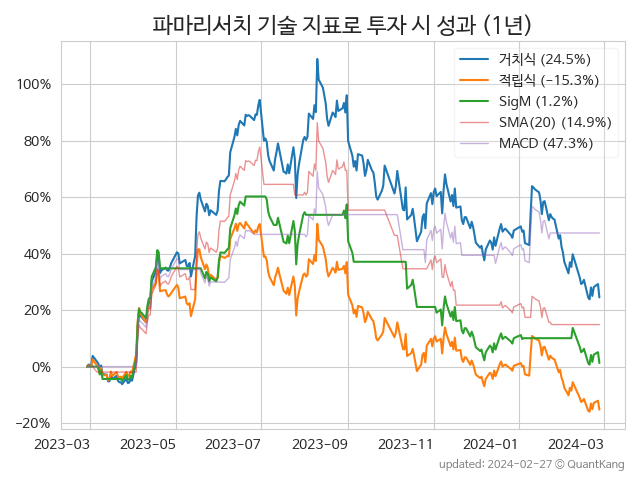 파마리서치 기술 지표로 투자 시 성과 (1년)
거치식 (24.5%)
적립식 (-15.3%)
SigM (1.2%)
SMA(20) (14.9%)
MACD (47.3%)
100%
80%
60%
40%
20%
0%
-20%
2023-03 2023-05 2023-07 2023-09 2023-11 2024-01 2024-03
updated: 2024-02-27 © QuantKang